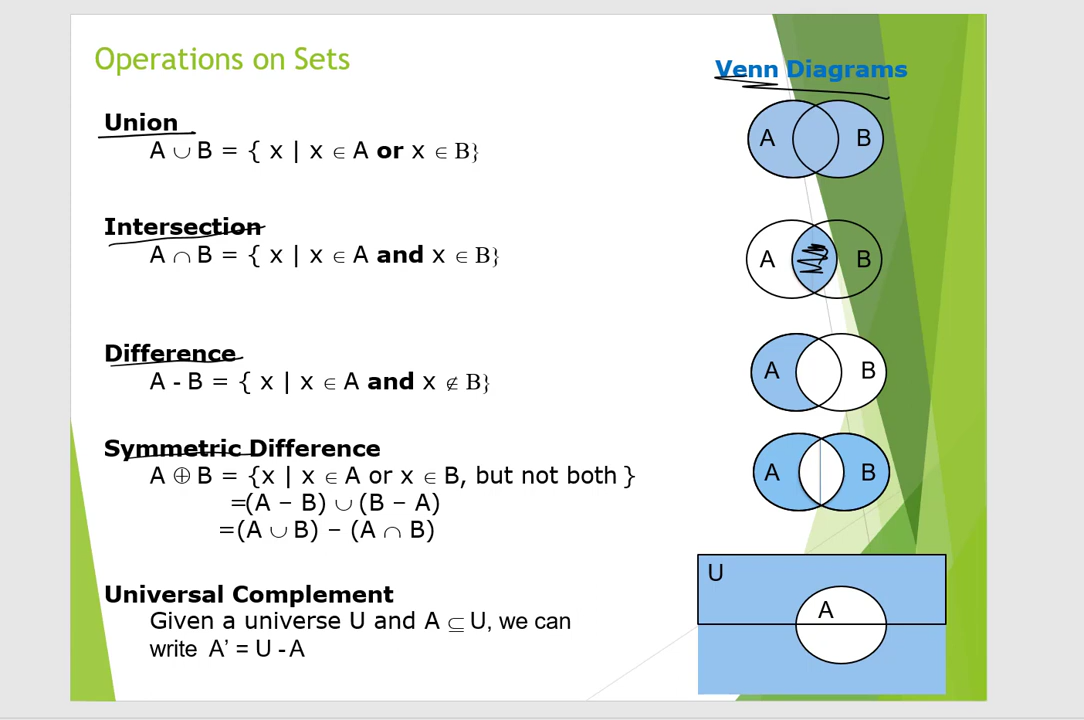 Operations on Sets
Venn Diagrams
Union
A ∪ B = { x | x ∈ A or x ∈ B}
A B
Intersection
A ∩ B = { x | x ∈ A and x ∈ B}
A B
Difference
A - B = { x | x ∈ A and x ∉ B}
A B
Symmetric Difference
A ⊕ B = {x | x ∈ A or x ∈ B, but not both }
=(A – B) ∪ (B – A)
=(A ∪ B) – (A ∩ B)
A B
Universal Complement
Given a universe U and A ⊆ U, we can
write A’ = U - A
U
A